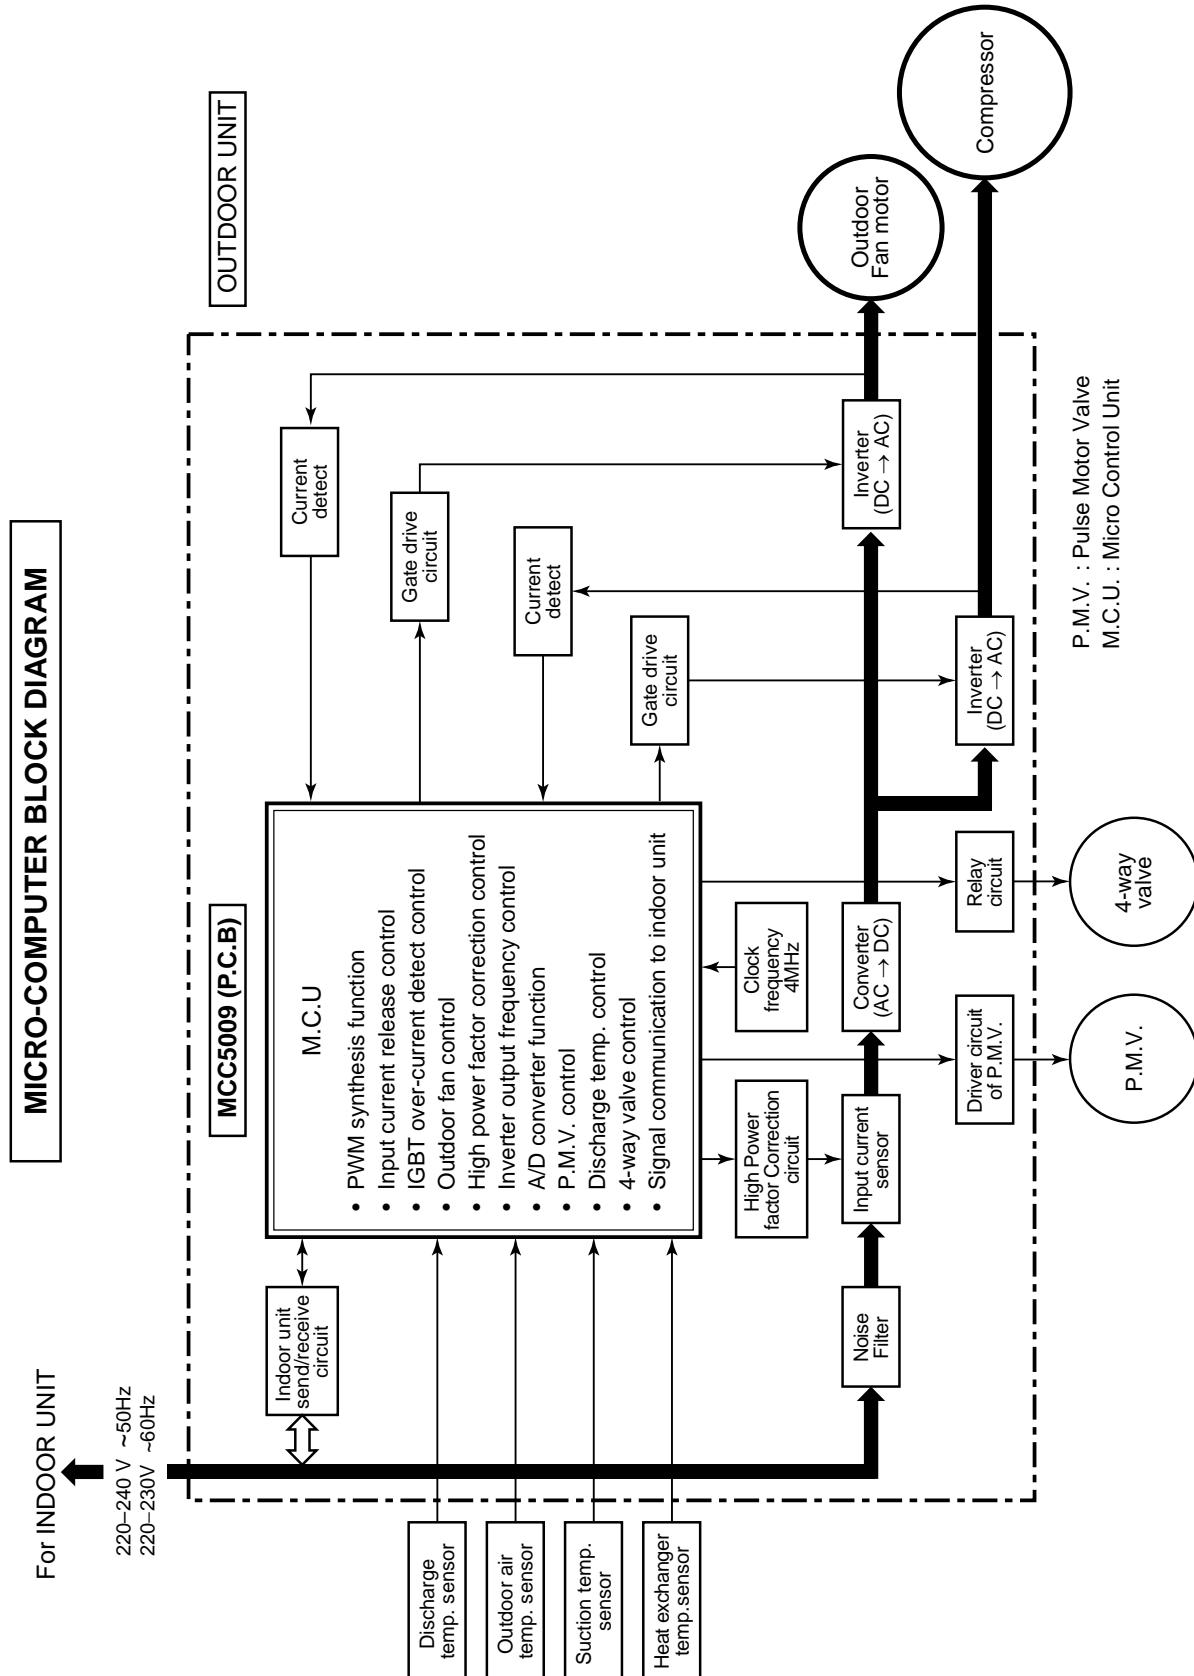 MICRO-COMPUTER BLOCK DIAGRAM
For INDOOR UNIT
220–240 V ~50Hz
220–230V ~60Hz
MCC5009 (P.C.B)
OUTDOOR UNIT
Indoor unit
send/receive
circuit
M.C.U
• PWM synthesis function
• Input current release control
• IGBT over-current detect control
• Outdoor fan control
• High power factor correction control
• Inverter output frequency control
• A/D converter function
• P.M.V. control
• Discharge temp. control
• 4-way valve control
• Signal communication to indoor unit
Current
detect
Gate drive
circuit
Current
detect
Gate drive
circuit
Discharge
temp. sensor
Outdoor air
temp. sensor
Suction temp.
sensor
Heat exchanger
temp.sensor
High Power
factor Correction
circuit
Clock
frequency
4MHz
Noise
Filter
Input current
sensor
Converter
(AC → DC)
Inverter
(DC → AC)
Outdoor
Fan motor
Driver circuit
of P.M.V.
Relay
circuit
Inverter
(DC → AC)
Compressor
P.M.V.
4-way
valve
P.M.V. : Pulse Motor Valve
M.C.U. : Micro Control Unit